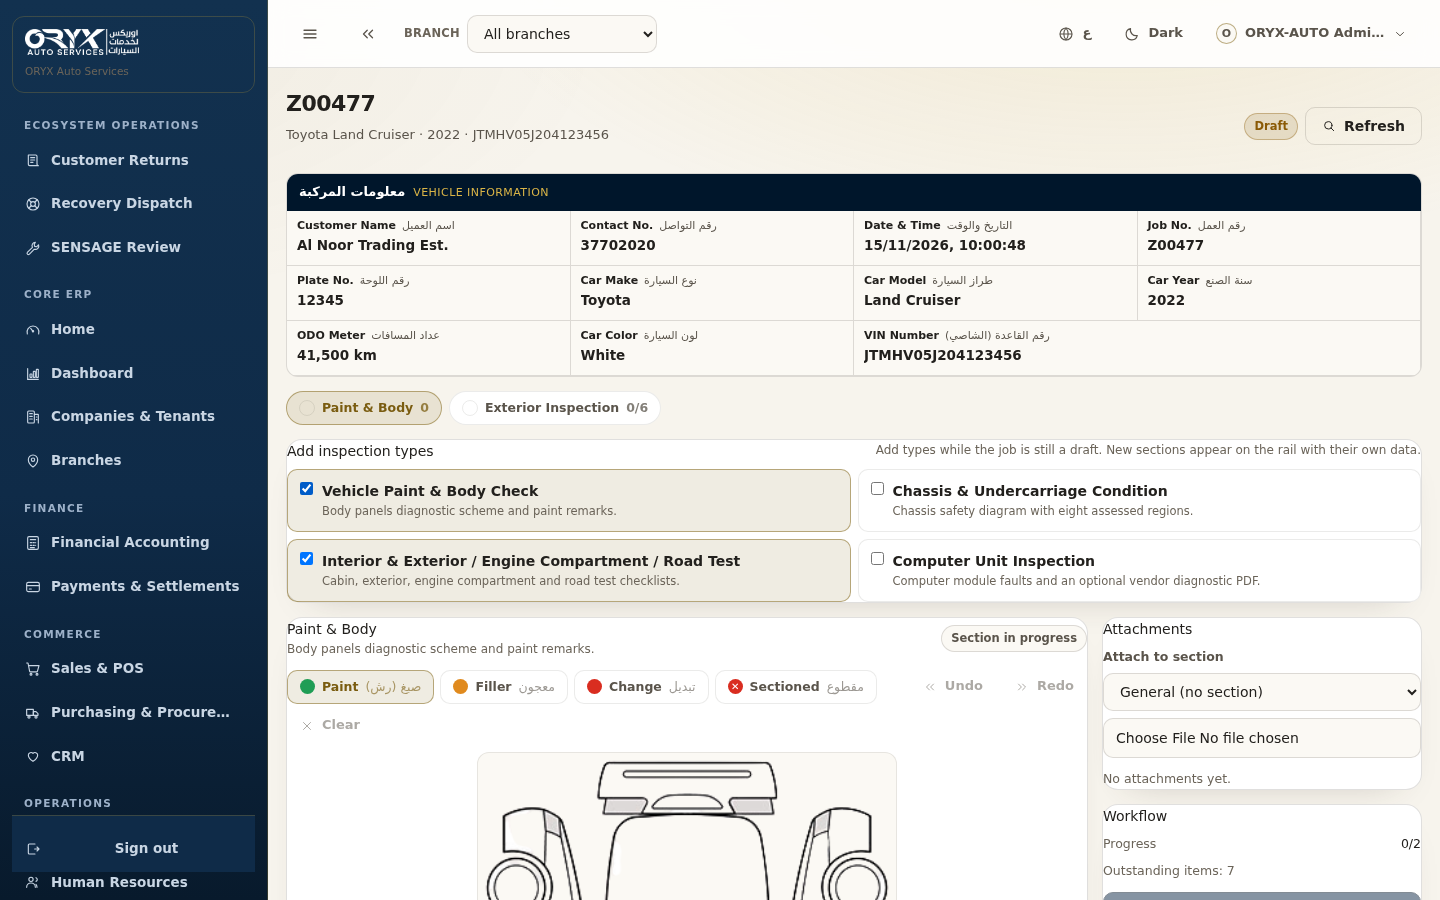 ORYX
اوريكس
لخدمات
السيارات
AUTO SERVICES
ORYX Auto Services
ECOSYSTEM OPERATIONS
Customer Returns
Recovery Dispatch
SENSAGE Review
CORE ERP
Home
Dashboard
Companies & Tenants
Branches
FINANCE
Financial Accounting
Payments & Settlements
COMMERCE
Sales & POS
Purchasing & Procure…
CRM
OPERATIONS
Sign out
Human Resources
BRANCH All branches ع Dark O ORYX-AUTO Admi…
Z00477
Toyota Land Cruiser · 2022 · JTMHV05J204123456
Draft Refresh
معلومات المركبة VEHICLE INFORMATION
Customer Name اسم العميل Contact No. رقم التواصل Date & Time التاريخ والوقت Job No. رقم العمل
Al Noor Trading Est. 37702020 15/11/2026, 10:00:48 Z00477
Plate No. رقم اللوحة Car Make نوع السيارة Car Model طراز السيارة Car Year سنة الصنع
12345 Toyota Land Cruiser 2022
ODO Meter عداد المسافات Car Color لون السيارة VIN Number رقم القاعدة (الشاصي)
41,500 km White JTMHV05J204123456
Paint & Body 0 Exterior Inspection 0/6
Add inspection types Add types while the job is still a draft. New sections appear on the rail with their own data.
Vehicle Paint & Body Check
Body panels diagnostic scheme and paint remarks.
Chassis & Undercarriage Condition
Chassis safety diagram with eight assessed regions.
Interior & Exterior / Engine Compartment / Road Test
Cabin, exterior, engine compartment and road test checklists.
Computer Unit Inspection
Computer module faults and an optional vendor diagnostic PDF.
Paint & Body
Body panels diagnostic scheme and paint remarks.
Section in progress
Paint صبغ (رش) Filler معجون Change تبديل Sectioned مقطوع Undo Redo
Clear
Attachments
Attach to section
General (no section)
Choose File No file chosen
No attachments yet.
Workflow
Progress 0/2
Outstanding items: 7